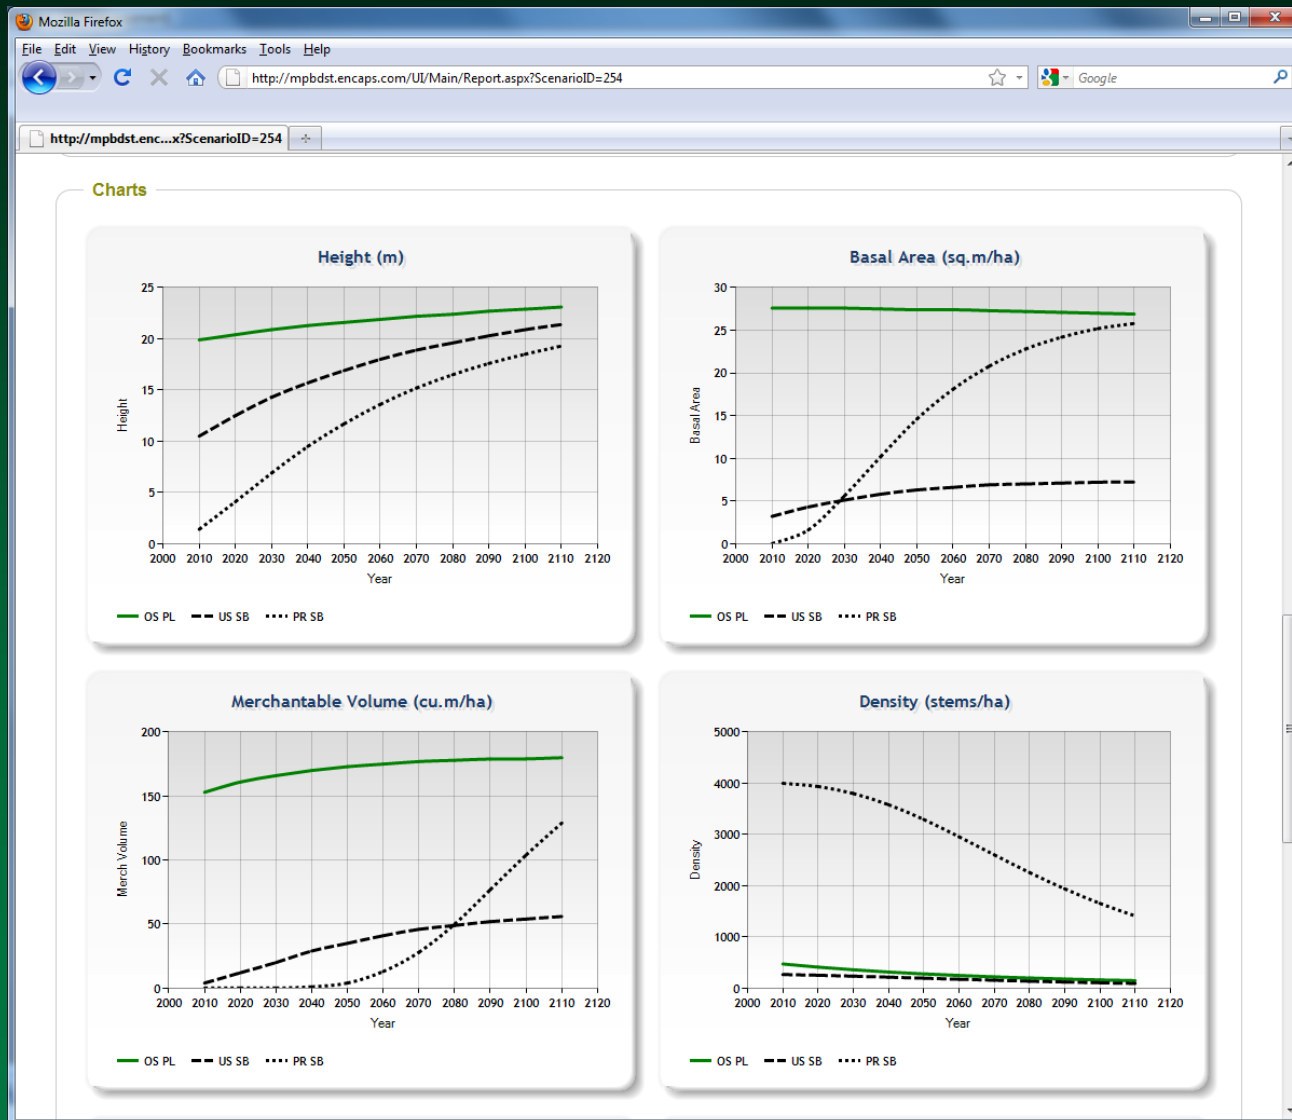 Mozilla Firefox
File Edit View History Bookmarks Tools Help
http://mpbdst.encaps.com/UI/Main/Report.aspx?ScenarioID=254
Google
http://mpbdst.enc...x?ScenarioID=254
Charts
Height (m)
25
20
15
10
5
0
Height
2000 2010 2020 2030 2040 2050 2060 2070 2080 2090 2100 2110 2120
Year
OS PL US SB PR SB
Basal Area (sq.m/ha)
30
25
20
15
10
5
0
Basal Area
2000 2010 2020 2030 2040 2050 2060 2070 2080 2090 2100 2110 2120
Year
OS PL US SB PR SB
Merchantable Volume (cu.m/ha)
200
150
100
50
0
Merch Volume
2000 2010 2020 2030 2040 2050 2060 2070 2080 2090 2100 2110 2120
Year
OS PL US SB PR SB
Density (stems/ha)
5000
4000
3000
2000
1000
0
Density
2000 2010 2020 2030 2040 2050 2060 2070 2080 2090 2100 2110 2120
Year
OS PL US SB PR SB